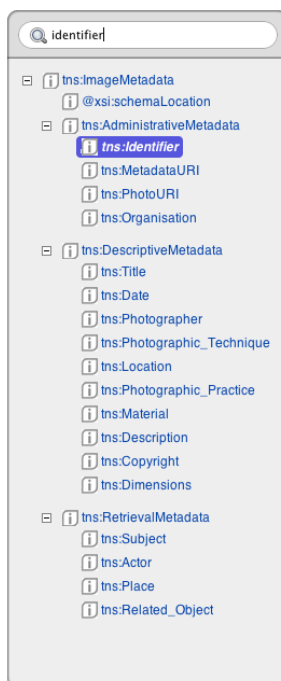 identifier
tns:ImageMetadata
@xsi:schemaLocation
tns:AdministrativeMetadata
tns:Identifier
tns:MetadataURI
tns:PhotoURI
tns:Organisation
tns:DescriptiveMetadata
tns:Title
tns:Date
tns:Photographer
tns:Photographic_Technique
tns:Location
tns:Photographic_Practice
tns:Material
tns:Description
tns:Copyright
tns:Dimensions
tns:RetrievalMetadata
tns:Subject
tns:Actor
tns:Place
tns:Related_Object